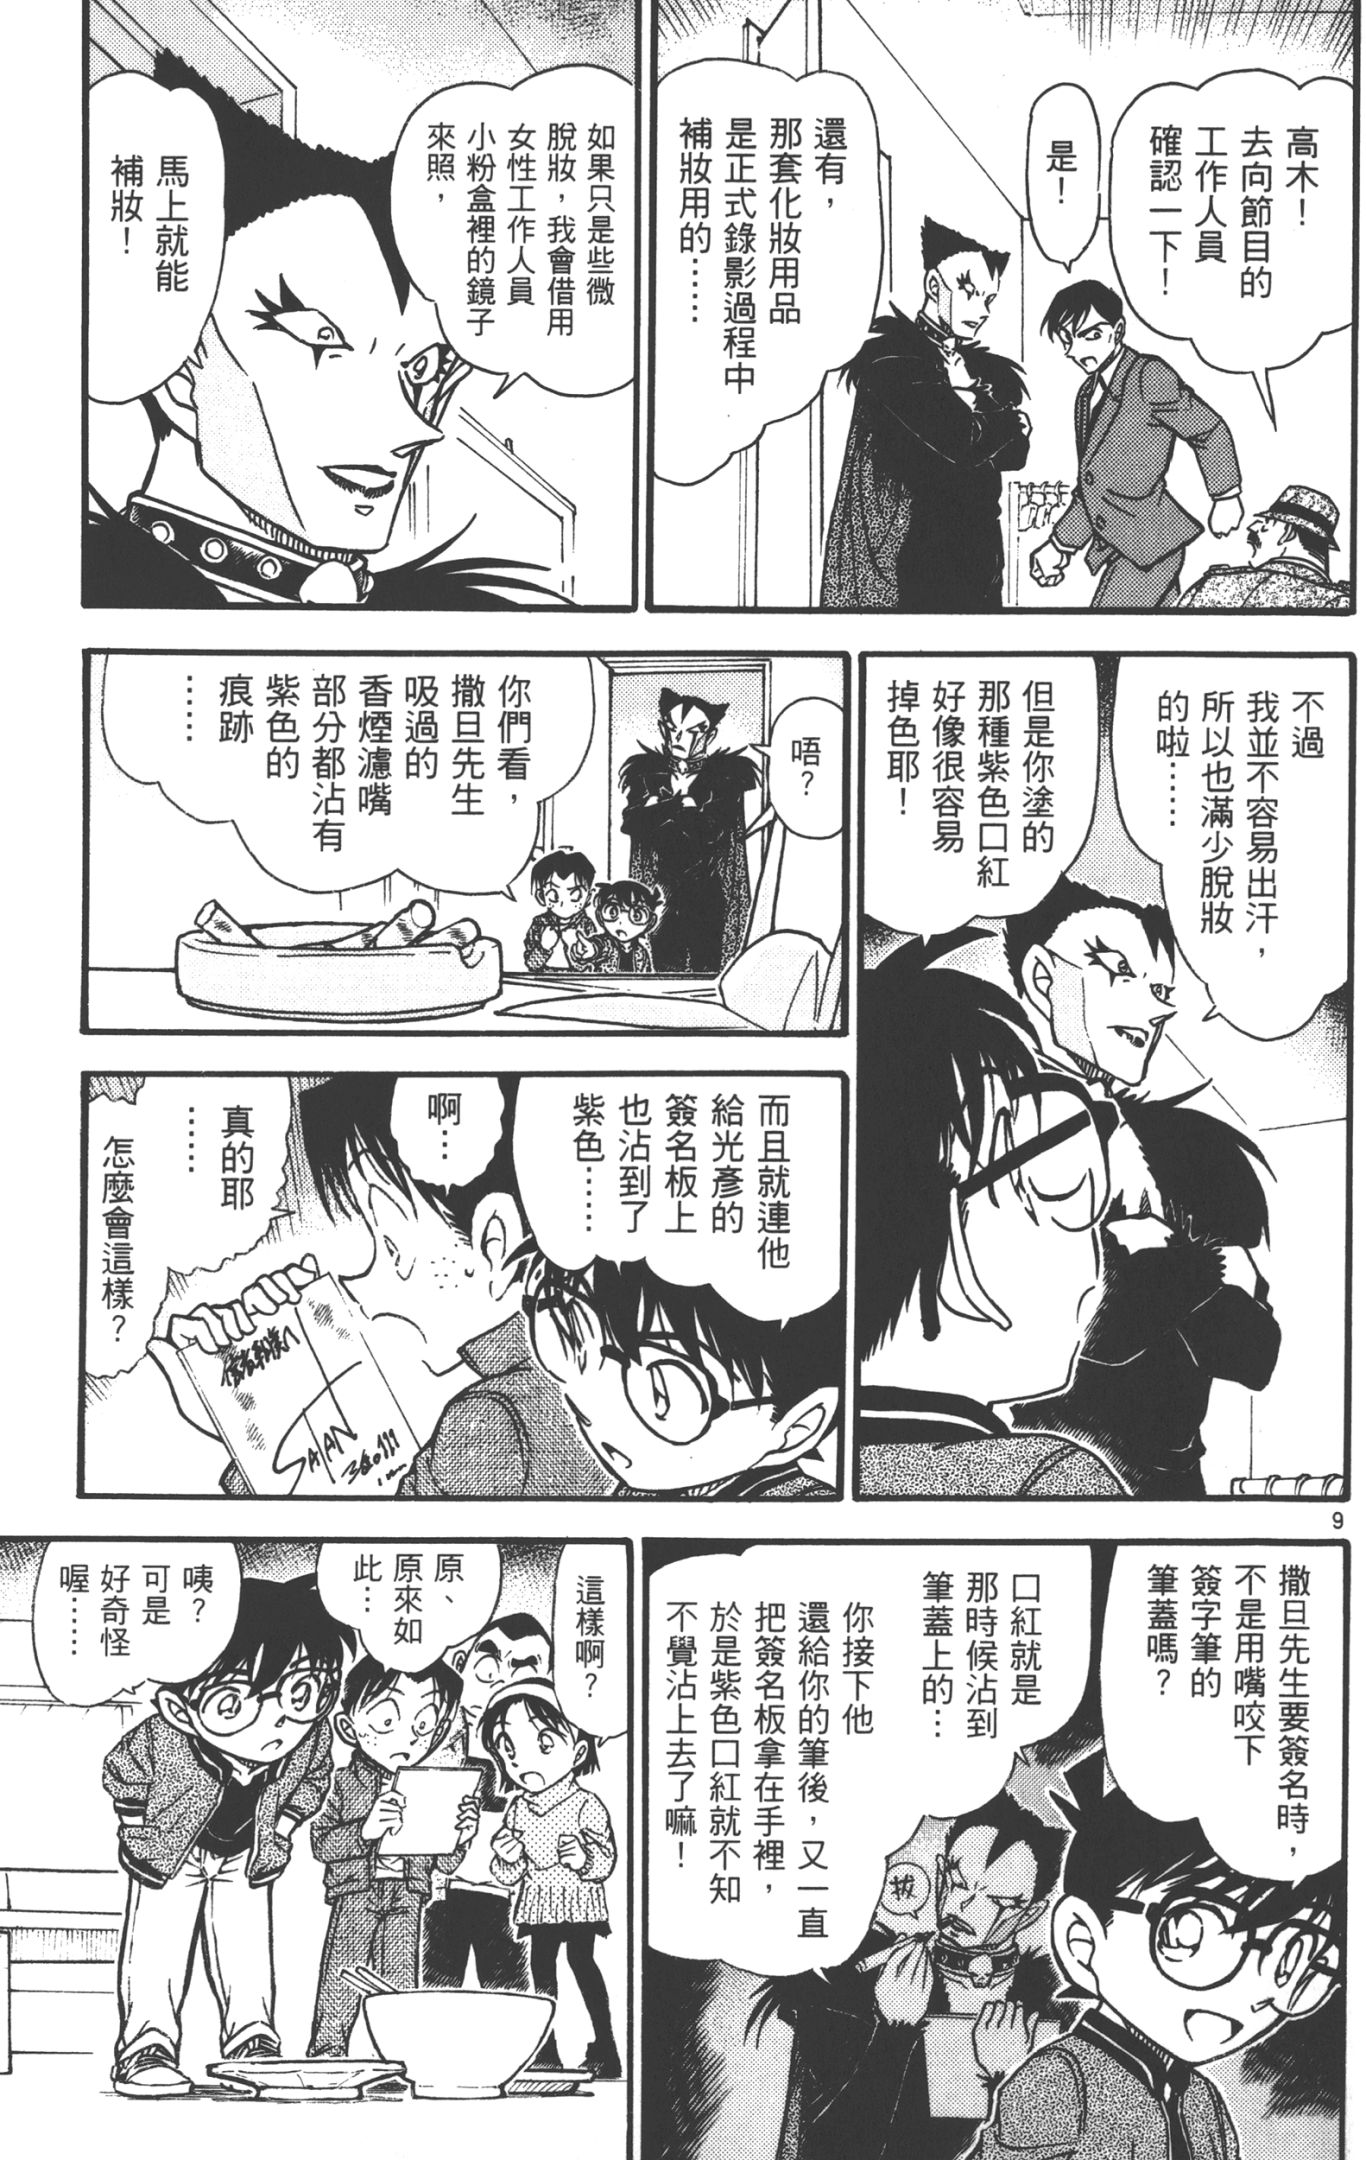 高木！
去向節目的
工作人員
確認一下！
是！
還有，
那套化妝用品
是正式錄影過程中
補妝用的……
如果只是些微
脫妝，我會借用
女性工作人員
小粉盒裡的鏡子
來照，
馬上就能
補妝！
不過
我並不容易出汗，
所以也滿少脫妝
的啦……
但是你塗的
那種紫色口紅
好像很容易
掉色耶！
唔？
你們看，
撒旦先生
吸過的
香煙濾嘴
部分都沾有
紫色的
痕跡
……
而且就連他
給光彥的
簽名板上
也沾到了
紫色……
啊…
真的耶
……
怎麼會這樣？
SATAN
9
撒旦先生要簽名時，
不是用嘴咬下
簽字筆的
筆蓋嗎？
口紅就是
那時候沾到
筆蓋上的…
你接下他
還給你的筆後，又一直
把簽名板拿在手裡，
於是紫色口紅就不知
不覺沾上去了嘛！
拔
這樣啊？
原、
原來如
此…
咦？
可是
好奇怪
喔……